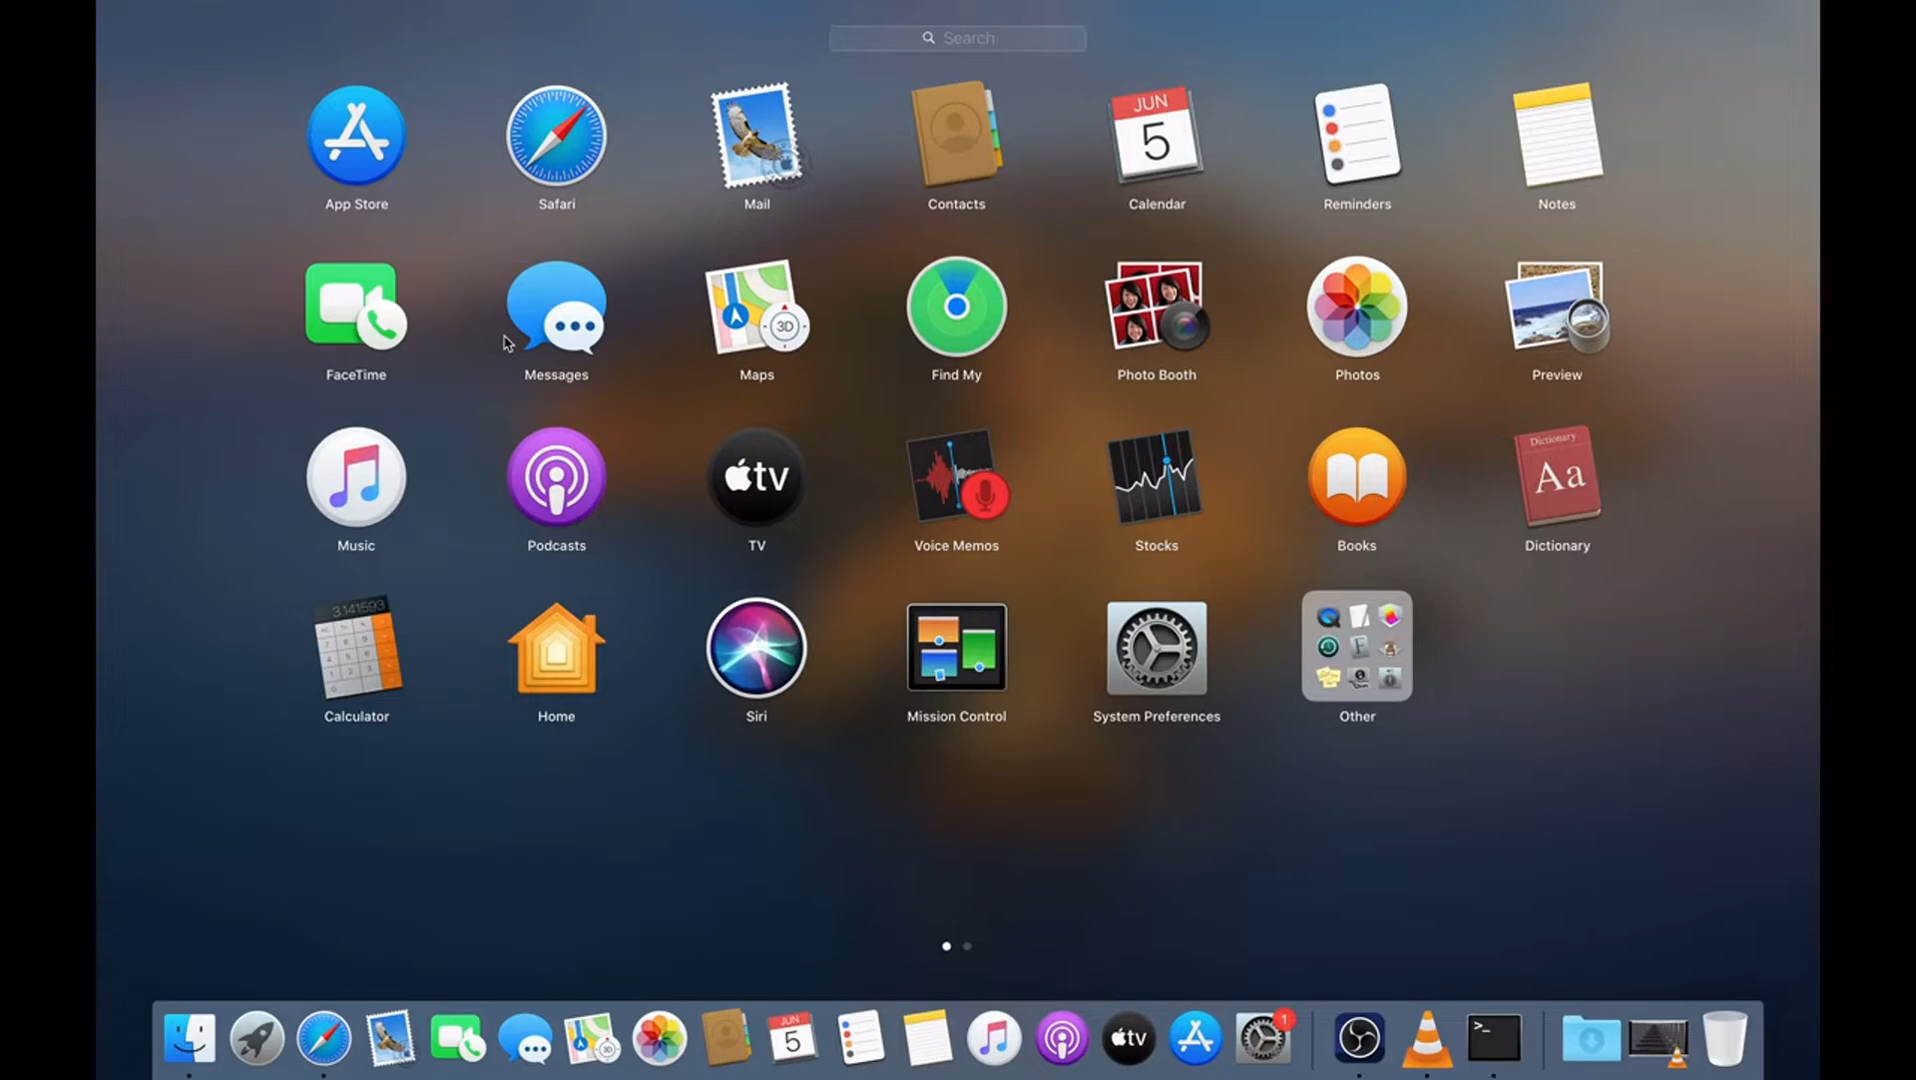 Search
JUN
5
App Store
Safari
Mail
Contacts
Calendar
Reminders
Notes
3D
FaceTime
Messages
Maps
Find My
Photo Booth
Photos
Preview
tv
Dictionary
Aa
Music
Podcasts
TV
Voice Memos
Stocks
Books
Dictionary
3.141593
Calculator
Home
Siri
Mission Control
System Preferences
Other
3D
JUN
5
tv
1
>_